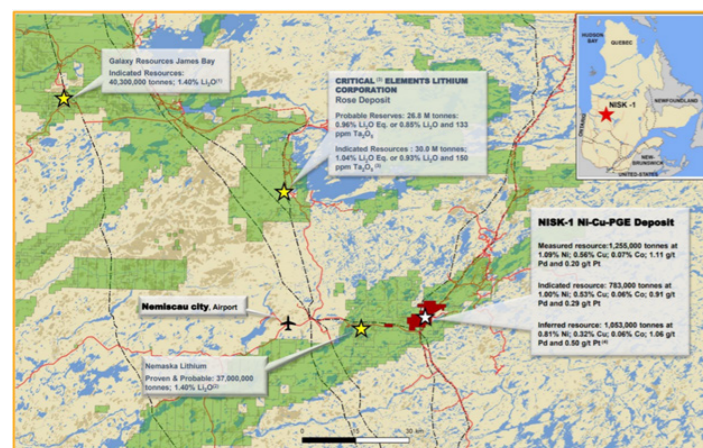 Galaxy Resources James Bay
Indicated Resources:
40,300,000 tonnes; 1.40% Li₂O⁽¹⁾
CRITICAL ⁽³⁾ ELEMENTS LITHIUM
CORPORATION
Rose Deposit
Probable Reserves: 26.8 M tonnes:
0.96% Li₂O Eq. or 0.85% Li₂O and 133
ppm Ta₂O₅
Indicated Resources : 30.0 M tonnes:
1.04% Li₂O Eq. or 0.93% Li₂O and 150
ppm Ta₂O₅ ⁽³⁾
HUDSON
BAY
QUEBEC
NISK -1
NEWFOUNDLAND
ONTARIO
NEW-
BRUNSWICK
UNITED-STATES
NISK-1 Ni-Cu-PGE Deposit
Measured resource:1,255,000 tonnes at
1.09% Ni; 0.56% Cu; 0.07% Co; 1.11 g/t
Pd and 0.20 g/t Pt
Indicated resource: 783,000 tonnes at
1.00% Ni; 0.53% Cu; 0.06% Co; 0.91 g/t
Pd and 0.29 g/t Pt
Inferred resource: 1,053,000 tonnes at
0.81% Ni; 0.32% Cu; 0.06% Co; 1.06 g/t
Pd and 0.50 g/t Pt ⁽⁴⁾
Nemiscau city, Airport
Nemaska Lithium
Proven & Probable: 37,000,000
tonnes; 1.40% Li₂O⁽²⁾
0 15 30 km